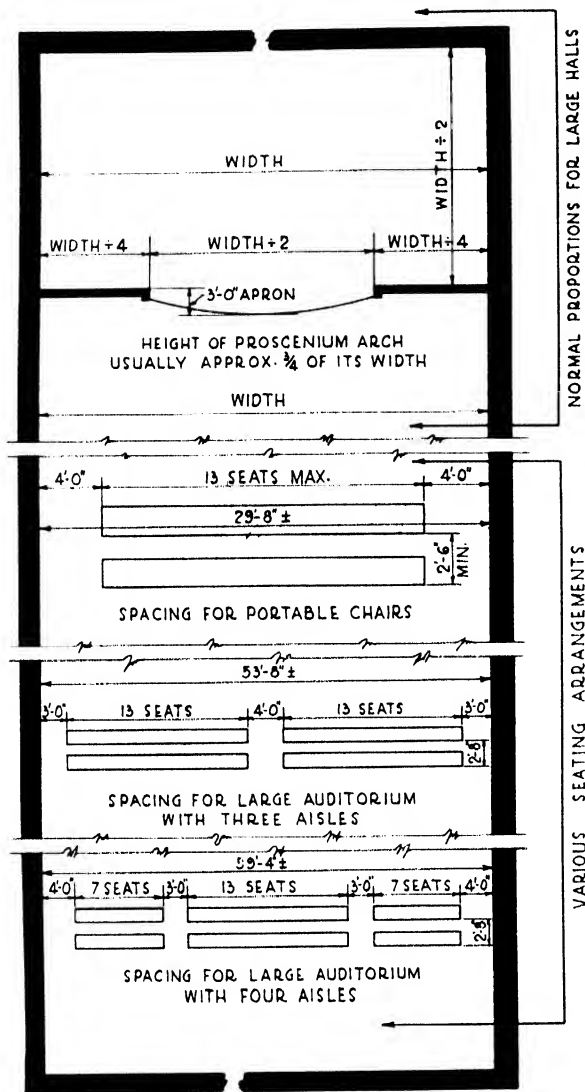 NORMAL PROPORTIONS FOR LARGE HALLS
WIDTH
WIDTH÷2
WIDTH÷4
WIDTH÷2
WIDTH÷4
3'-0" APRON
HEIGHT OF PROSCENIUM ARCH
USUALLY APPROX. ¾ OF ITS WIDTH
WIDTH
VARIOUS SEATING ARRANGEMENTS
4'-0"
13 SEATS MAX.
4'-0"
29'-8" ±
2'-6"
MIN.
SPACING FOR PORTABLE CHAIRS
53'-8" ±
3'-0"
13 SEATS
4'-0"
13 SEATS
3'-0"
2'-8"
SPACING FOR LARGE AUDITORIUM
WITH THREE AISLES
59'-4" ±
4'-0"
7 SEATS
3'-0"
13 SEATS
3'-0"
7 SEATS
4'-0"
2'-8"
SPACING FOR LARGE AUDITORIUM
WITH FOUR AISLES